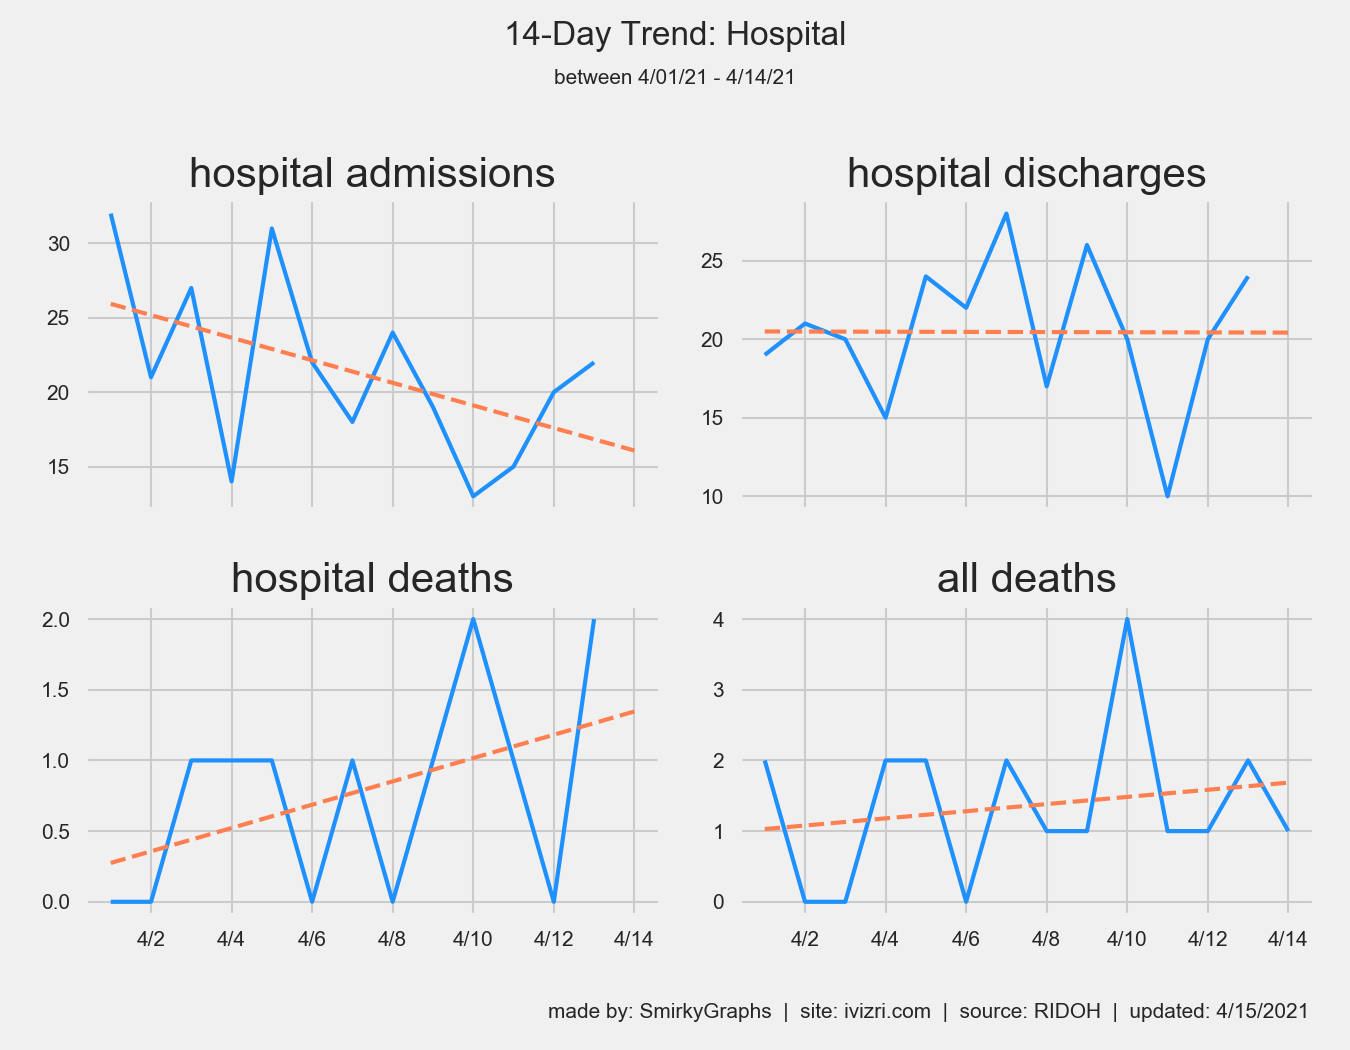 14-Day Trend: Hospital
between 4/01/21 - 4/14/21
hospital admissions
30
25
20
15
hospital discharges
25
20
15
10
hospital deaths
2.0
1.5
1.0
0.5
0.0
4/2 4/4 4/6 4/8 4/10 4/12 4/14
all deaths
4
3
2
1
0
4/2 4/4 4/6 4/8 4/10 4/12 4/14
made by: SmirkyGraphs | site: ivizri.com | source: RIDOH | updated: 4/15/2021